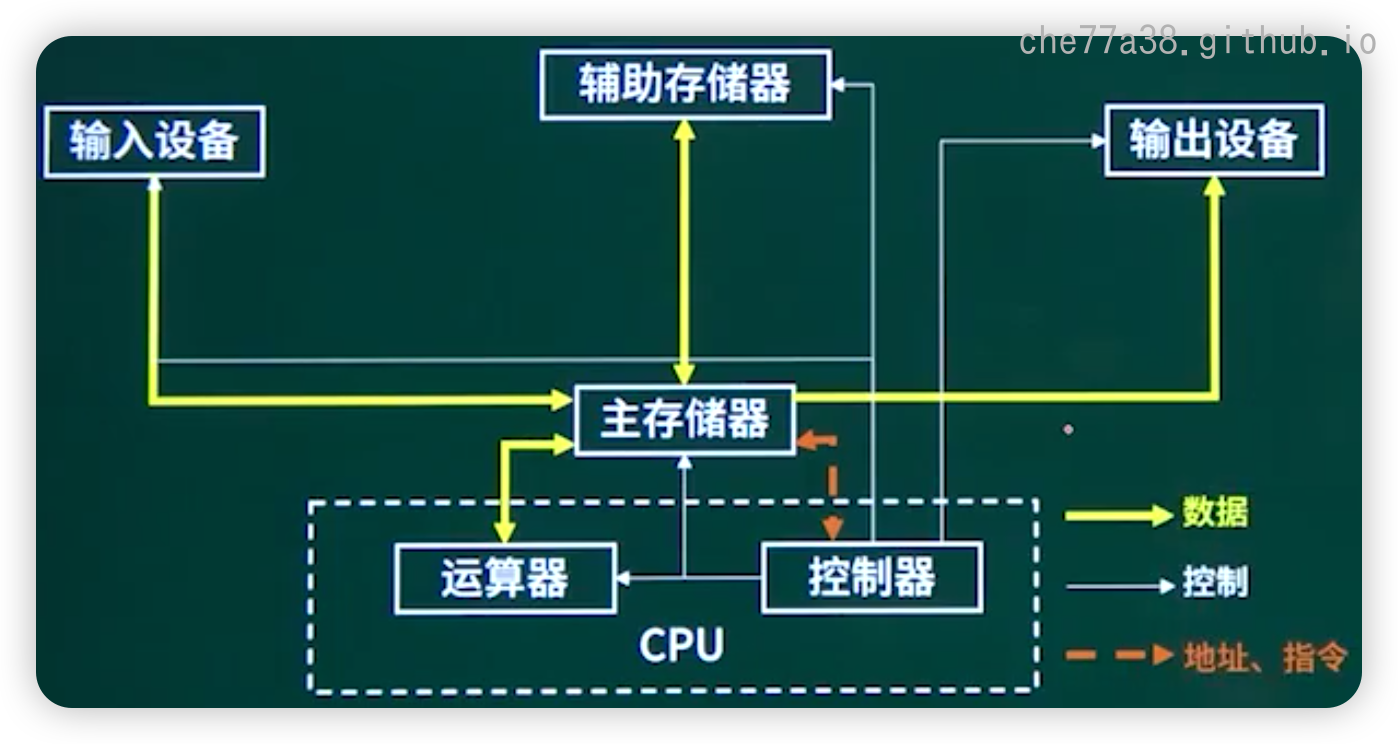 che77a38.github.io
辅助存储器
输入设备
输出设备
主存储器
数据
运算器
控制器
控制
CPU
地址、指令